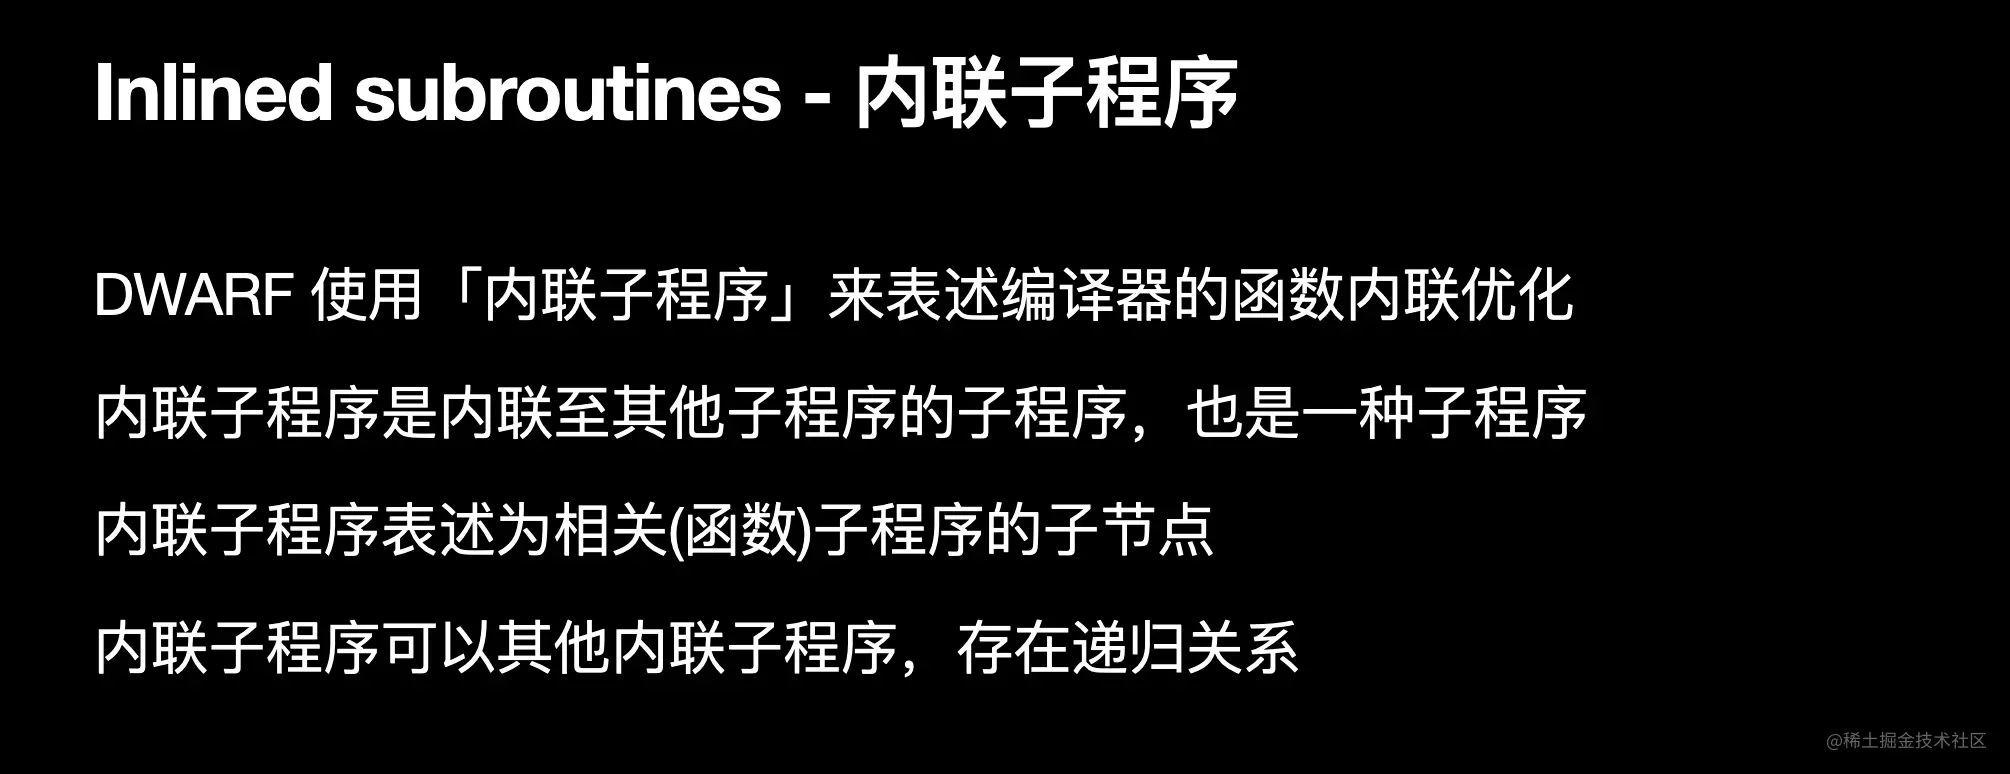 Inlined subroutines - 内联子程序
DWARF 使用「内联子程序」来表述编译器的函数内联优化
内联子程序是内联至其他子程序的子程序，也是一种子程序
内联子程序表述为相关(函数)子程序的子节点
内联子程序可以其他内联子程序，存在递归关系
@稀土掘金技术社区